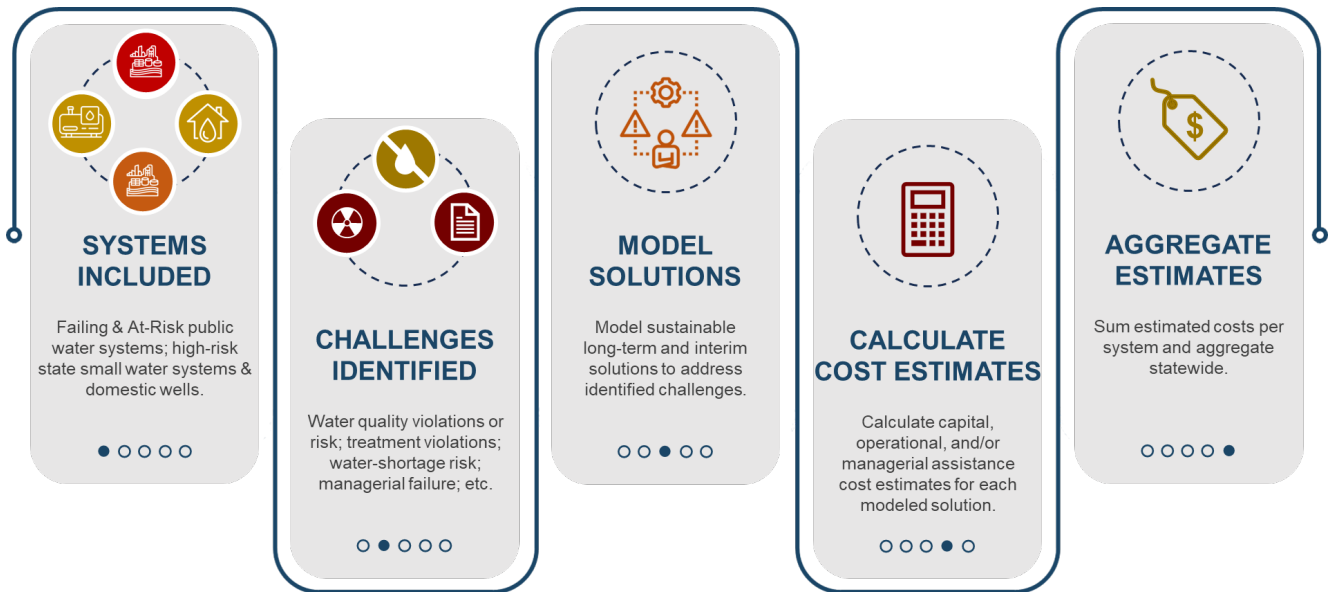 SYSTEMS
INCLUDED
Failing & At-Risk public
water systems; high-risk
state small water systems &
domestic wells.
CHALLENGES
IDENTIFIED
Water quality violations or
risk; treatment violations;
water-shortage risk;
managerial failure; etc.
MODEL
SOLUTIONS
Model sustainable
long-term and interim
solutions to address
identified challenges.
CALCULATE
COST ESTIMATES
Calculate capital,
operational, and/or
managerial assistance
cost estimates for each
modeled solution.
$
AGGREGATE
ESTIMATES
Sum estimated costs per
system and aggregate
statewide.